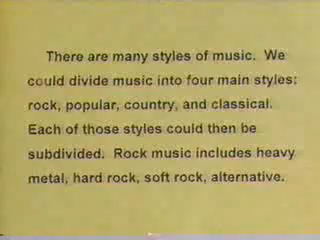 There are many styles of music. We
could divide music into four main styles:
rock, popular, country, and classical.
Each of those styles could then be
subdivided. Rock music includes heavy
metal, hard rock, soft rock, alternative.